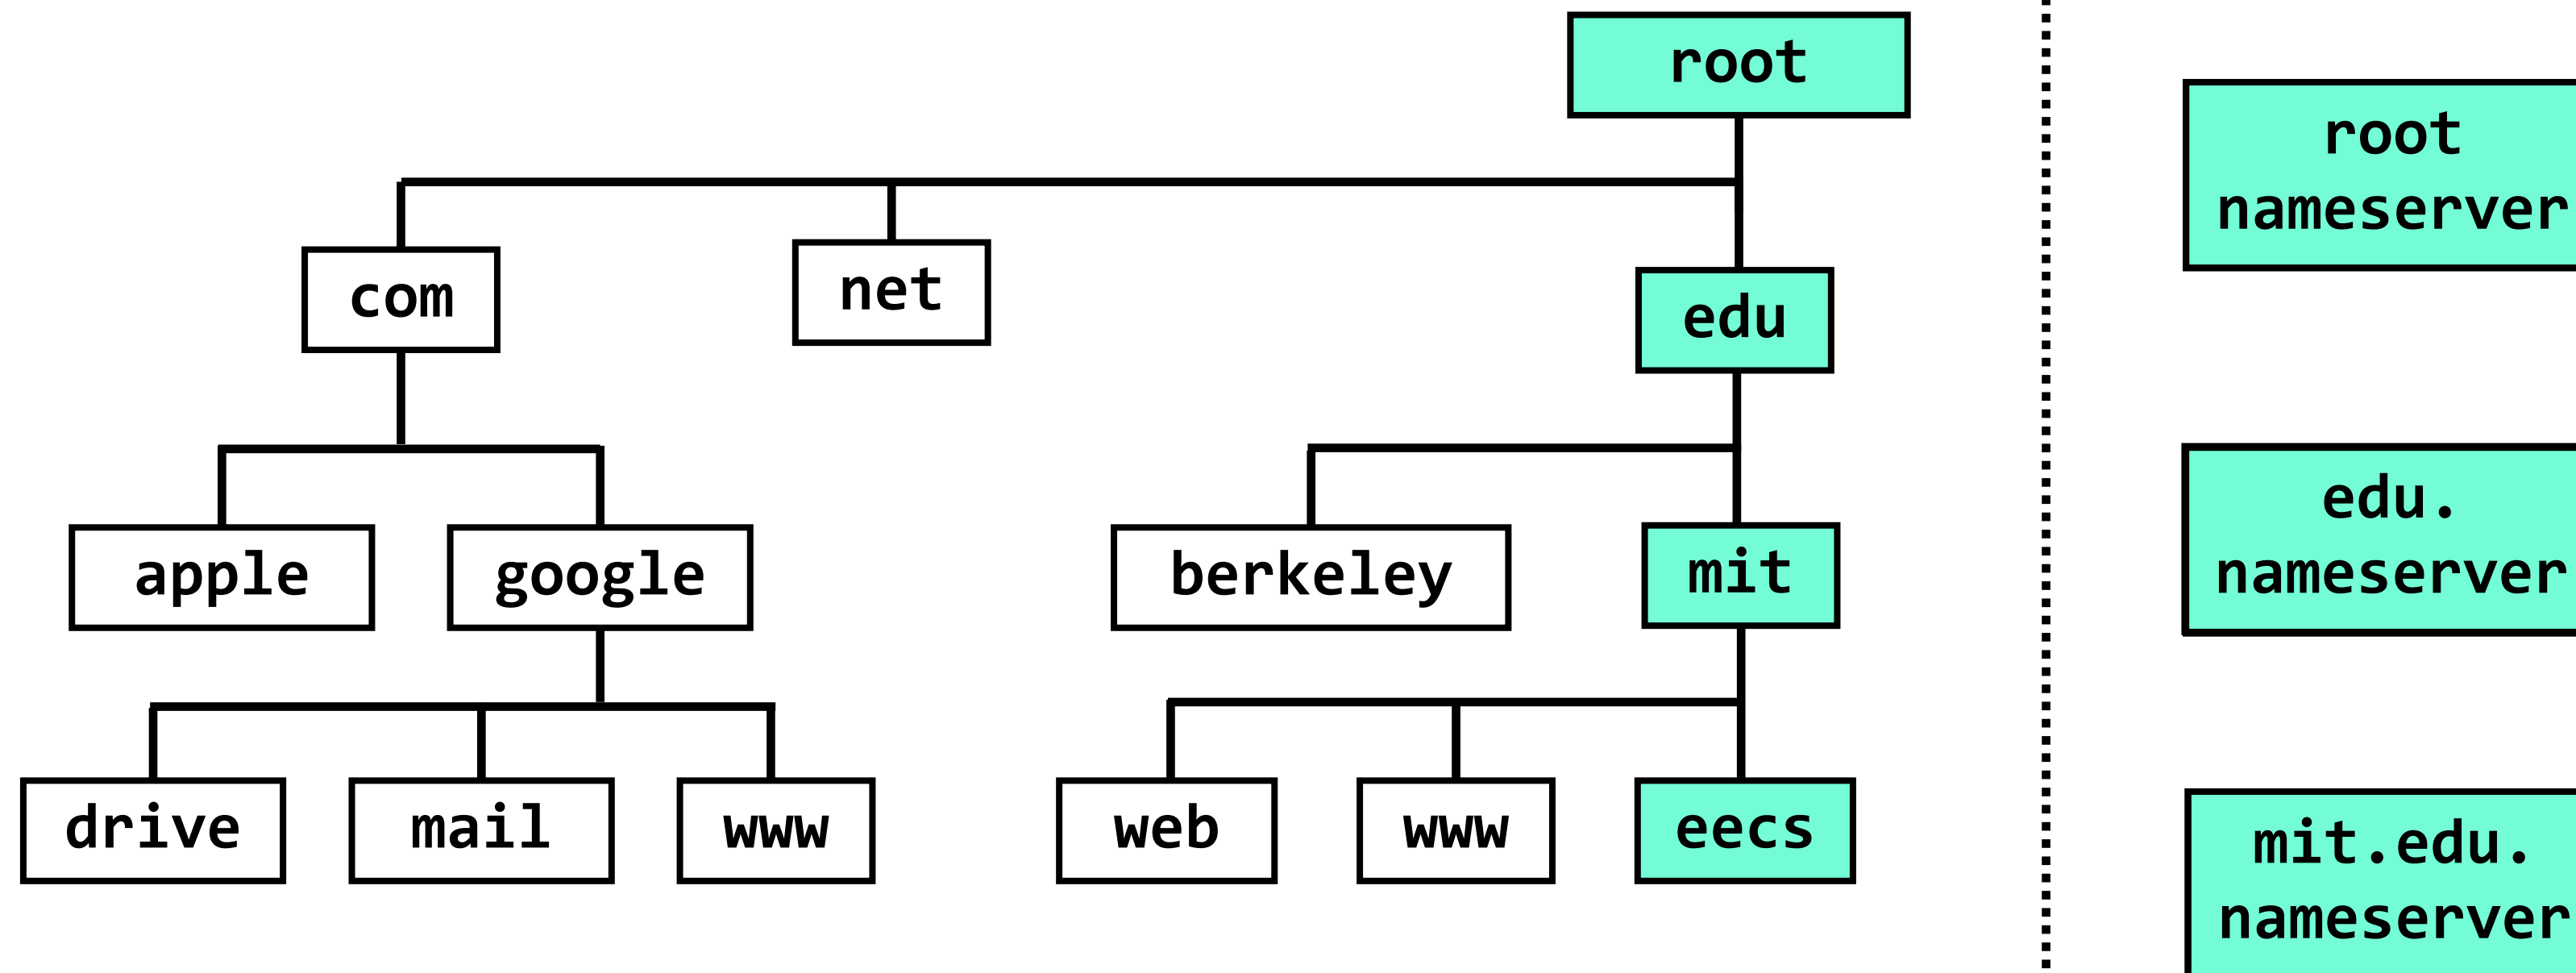 root
com
net
edu
apple
google
berkeley
mit
drive
mail
www
web
www
eecs
root
nameserver
edu.
nameserver
mit.edu.
nameserver